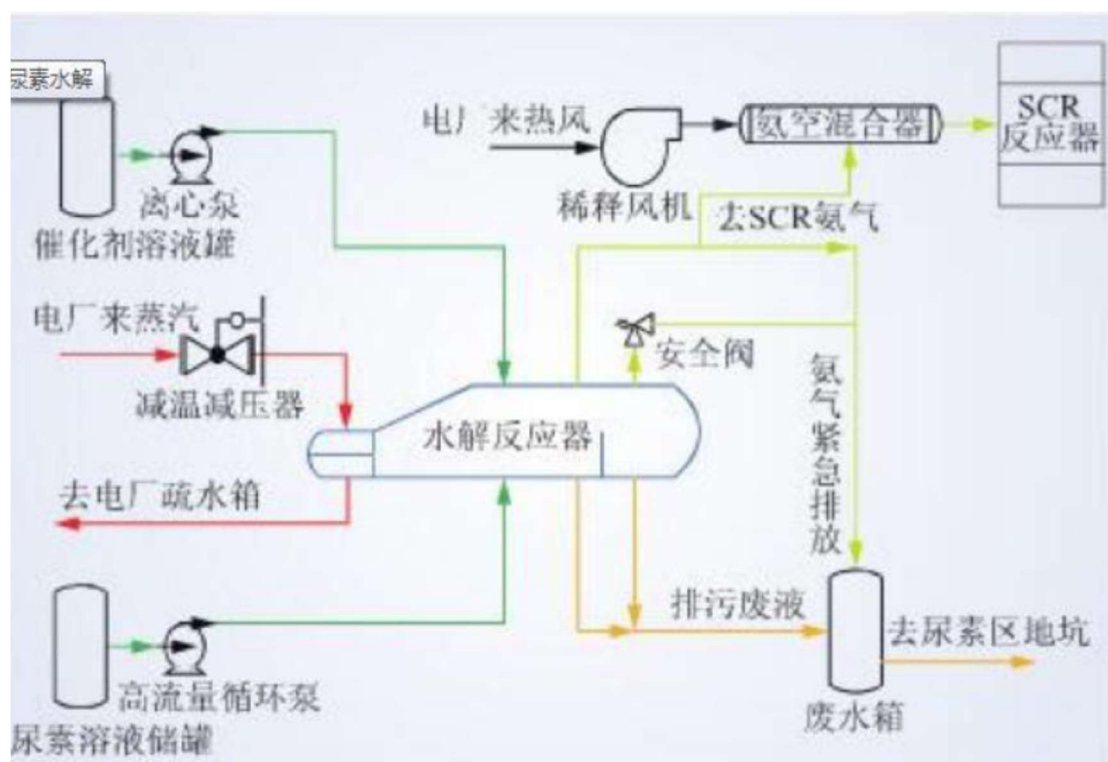 尿素水解
SCR
反应器
电厂来热风
氨空混合器
稀释风机
去SCR氨气
离心泵
催化剂溶液罐
电厂来蒸汽
减温减压器
安全阀
氨气紧急排放
水解反应器
去电厂疏水箱
排污废液
去尿素区地坑
高流量循环泵
尿素溶液储罐
废水箱